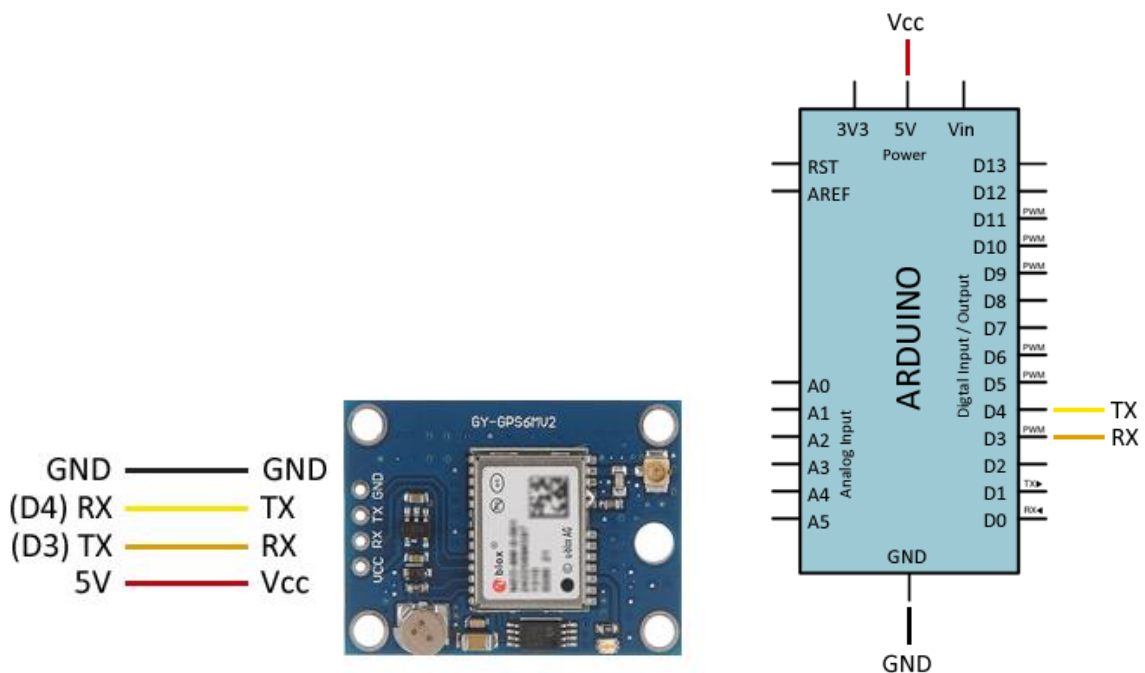 GND GND
(D4) RX TX
(D3) TX RX
5V Vcc
GY-GPS6MV2
GND
TX
RX
VCC
blox
© u-blox AG
Vcc
3V3 5V Vin
Power
RST
AREF
A0
A1
A2
A3
A4
A5
Analog Input
ARDUINO
Digtal Input / Output
D13
D12
D11 PWM
D10 PWM
D9 PWM
D8
D7
D6 PWM
D5 PWM
D4 TX
D3 PWM RX
D2
D1 TX▶
D0 RX◀
GND
GND